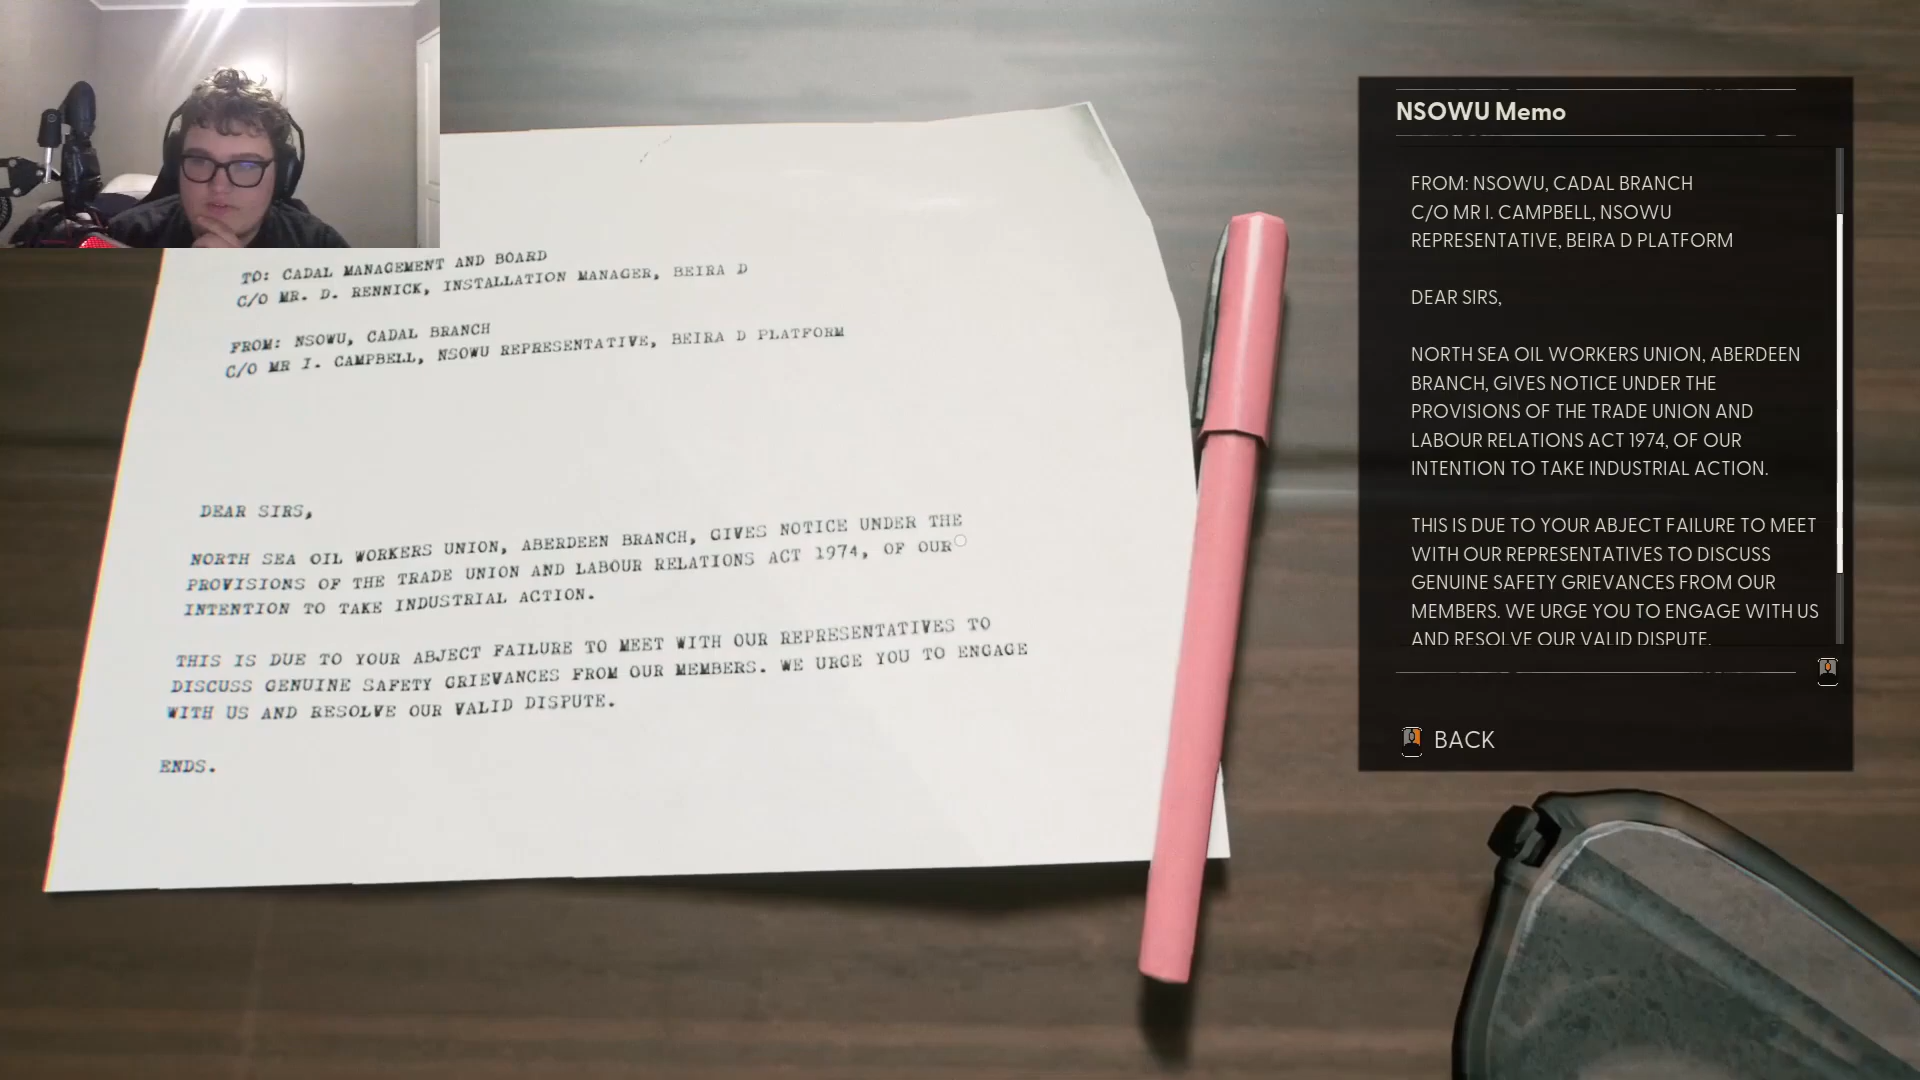 TO: CADAL MANAGEMENT AND BOARD
C/O MR. D. RENNICK, INSTALLATION MANAGER, BEIRA D
FROM: NSOWU, CADAL BRANCH
C/O MR I. CAMPBELL, NSOWU REPRESENTATIVE, BEIRA D PLATFORM
DEAR SIRS,
NORTH SEA OIL WORKERS UNION, ABERDEEN BRANCH, GIVES NOTICE UNDER THE
PROVISIONS OF THE TRADE UNION AND LABOUR RELATIONS ACT 1974, OF OUR
INTENTION TO TAKE INDUSTRIAL ACTION.
THIS IS DUE TO YOUR ABJECT FAILURE TO MEET WITH OUR REPRESENTATIVES TO
DISCUSS GENUINE SAFETY GRIEVANCES FROM OUR MEMBERS. WE URGE YOU TO ENGAGE
WITH US AND RESOLVE OUR VALID DISPUTE.
ENDS.
NSOWU Memo
FROM: NSOWU, CADAL BRANCH
C/O MR I. CAMPBELL, NSOWU
REPRESENTATIVE, BEIRA D PLATFORM
DEAR SIRS,
NORTH SEA OIL WORKERS UNION, ABERDEEN
BRANCH, GIVES NOTICE UNDER THE
PROVISIONS OF THE TRADE UNION AND
LABOUR RELATIONS ACT 1974, OF OUR
INTENTION TO TAKE INDUSTRIAL ACTION.
THIS IS DUE TO YOUR ABJECT FAILURE TO MEET
WITH OUR REPRESENTATIVES TO DISCUSS
GENUINE SAFETY GRIEVANCES FROM OUR
MEMBERS. WE URGE YOU TO ENGAGE WITH US
AND RESOLVE OUR VALID DISPUTE.
BACK